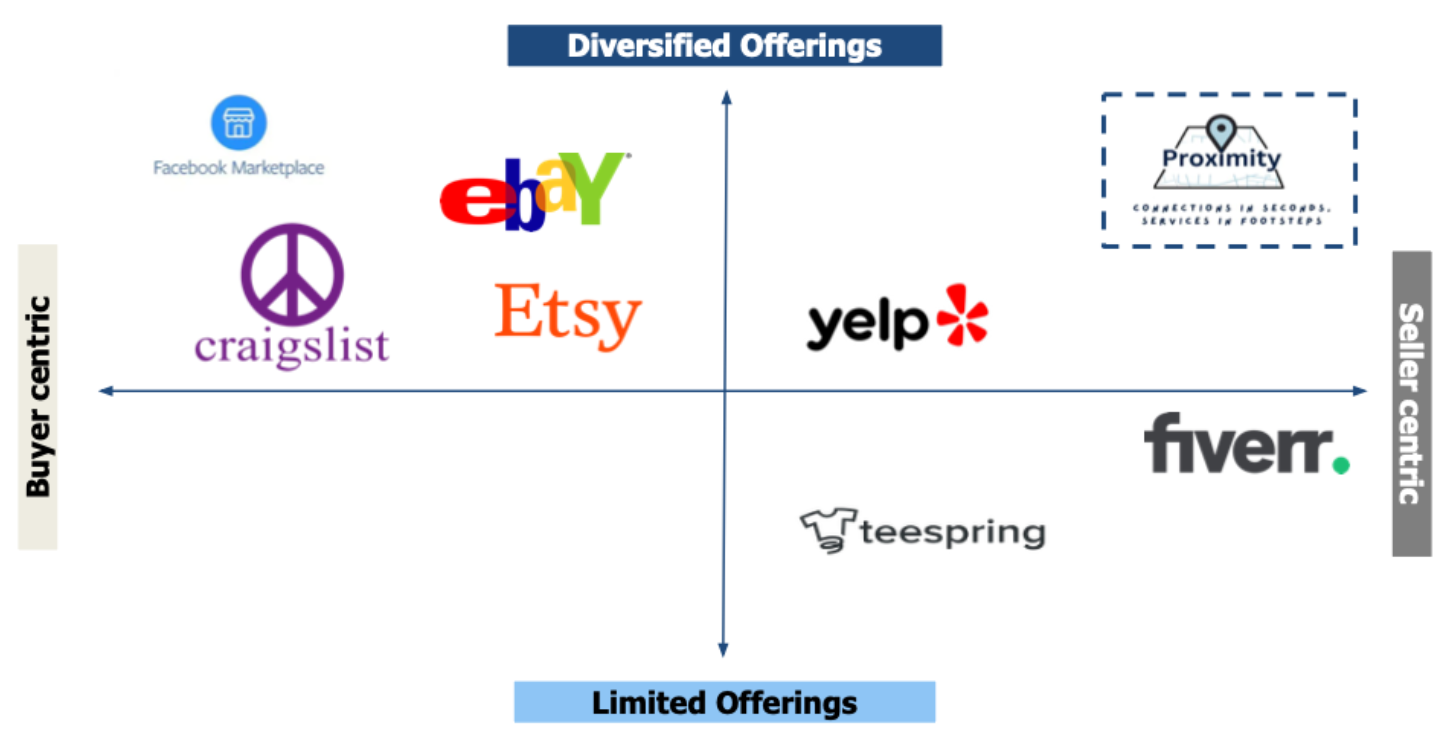 Diversified Offerings
Facebook Marketplace
ebaY
Proximity
CONNECTIONS IN SECONDS,
SERVICES IN FOOTSTEPS
craigslist
Etsy
yelp
Buyer centric
Seller centric
fiverr.
teespring
Limited Offerings